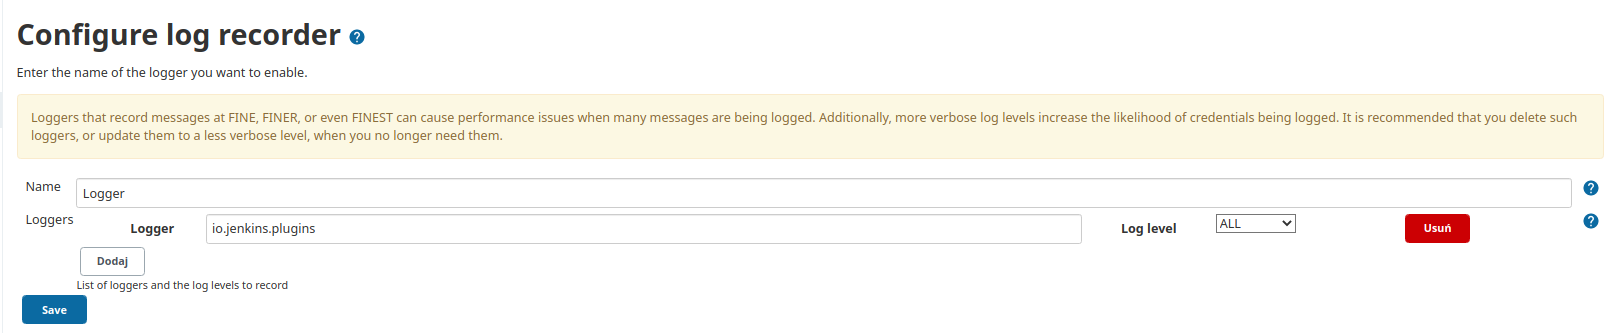 Configure log recorder ?
Enter the name of the logger you want to enable.
Loggers that record messages at FINE, FINER, or even FINEST can cause performance issues when many messages are being logged. Additionally, more verbose log levels increase the likelihood of credentials being logged. It is recommended that you delete such
loggers, or update them to a less verbose level, when you no longer need them.
Name Logger ?
Loggers Logger io.jenkins.plugins Log level ALL Usuń ?
Dodaj
List of loggers and the log levels to record
Save